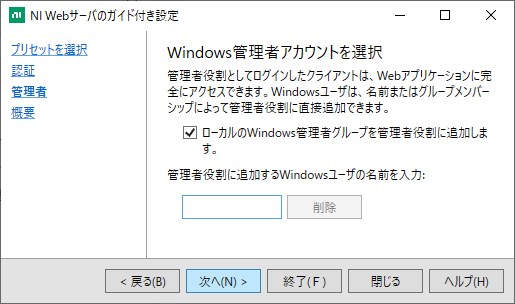 NI Webサーバのガイド付き設定
プリセットを選択
認証
管理者
概要
Windows管理者アカウントを選択
管理者役割としてログインしたクライアントは、Webアプリケーションに完
全にアクセスできます。Windowsユーザは、名前またはグループメンバー
シップによって管理者役割に直接追加できます。
ローカルのWindows管理者グループを管理者役割に追加しま
す。
管理者役割に追加するWindowsユーザの名前を入力:
削除
< 戻る(B)
次へ(N) >
終了(F)
閉じる
ヘルプ(H)